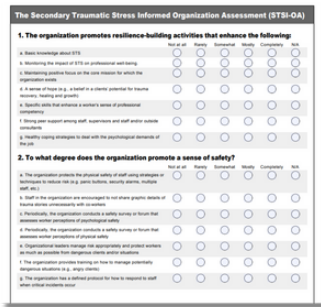 The Secondary Traumatic Stress Informed Organization Assessment (STSI-OA)
1. The organization promotes resilience-building activities that enhance the following:
Not at all Rarely Somewhat Mostly Completely N/A
a. Basic knowledge about STS
b. Monitoring the impact of STS on professional well-being
c. Maintaining positive focus on the core mission for which the
organization exists
d. A sense of hope (e.g., a belief in a clients' potential for trauma
recovery, healing and growth)
e. Specific skills that enhance a worker's sense of professional
competency
f. Strong peer support among staff, supervisors and staff and/or outside
consultants
g. Healthy coping strategies to deal with the psychological demands of
the job
2. To what degree does the organization promote a sense of safety?
Not at all Rarely Somewhat Mostly Completely N/A
a. The organization protects the physical safety of staff using strategies or
techniques to reduce risk (e.g. panic buttons, security alarms, multiple
staff, etc.)
b. Staff in the organization are encouraged to not share graphic details of
trauma stories unnecessarily with co-workers
c. Periodically, the organization conducts a safety survey or forum that
assesses worker perceptions of psychological safety
d. Periodically, the organization conducts a safety survey or forum that
assesses worker perceptions of physical safety
e. Organizational leaders manage risk appropriately and protect workers
as much as possible from dangerous clients and/or situations
f. The organization provides training on how to manage potentially
dangerous situations (e.g., angry clients)
g. The organization has a defined protocol for how to respond to staff
when critical incidents occur